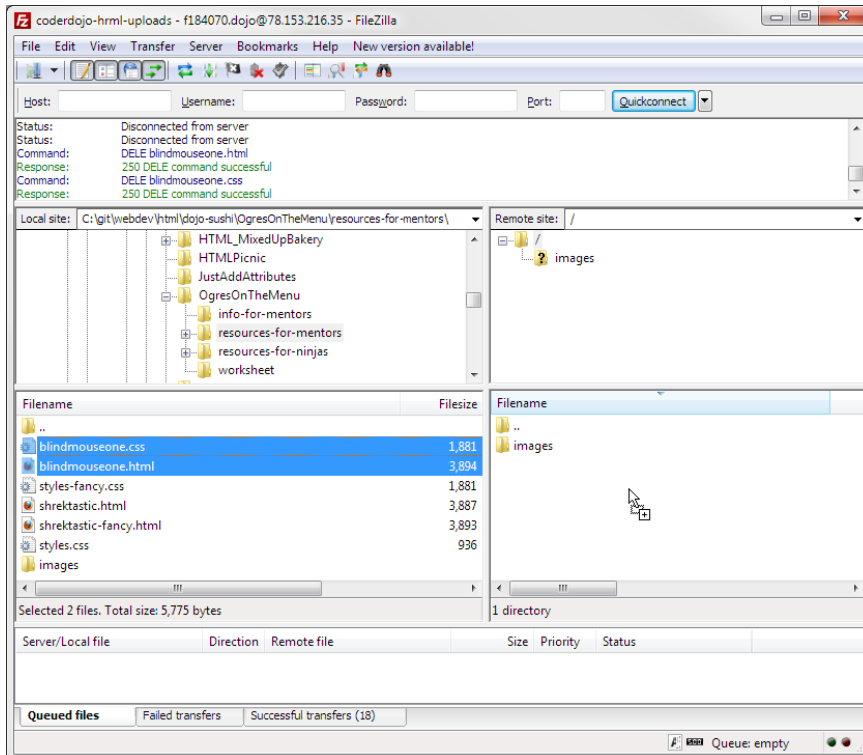 coderdojo-hrml-uploads - f184070.dojo@78.153.216.35 - FileZilla
File Edit View Transfer Server Bookmarks Help New version available!
Host: Username: Password: Port: Quickconnect
Status: Disconnected from server
Status: Disconnected from server
Command: DELE blindmouseone.html
Response: 250 DELE command successful
Command: DELE blindmouseone.css
Response: 250 DELE command successful
Local site: C:\git\webdev\html\dojo-sushi\OgresOnTheMenu\resources-for-mentors\
HTML_MixedUpBakery
HTMLPicnic
JustAddAttributes
OgresOnTheMenu
info-for-mentors
resources-for-mentors
resources-for-ninjas
worksheet
Remote site: /
/
images
Filename Filesize
..
blindmouseone.css 1,881
blindmouseone.html 3,894
styles-fancy.css 1,881
shrektastic.html 3,887
shrektastic-fancy.html 3,893
styles.css 936
images
Selected 2 files. Total size: 5,775 bytes
Filename
..
images
1 directory
Server/Local file Direction Remote file Size Priority Status
Queued files Failed transfers Successful transfers (18)
Queue: empty